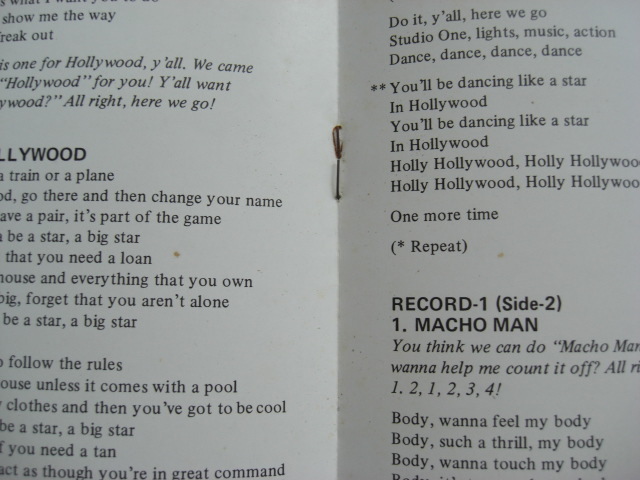 show me the way
freak out
is one for Hollywood, y'all. We came
"Hollywood" for you! Y'all want
ywood?" All right, here we go!
LLYWOOD
a train or a plane
od, go there and then change your name
ave a pair, it's part of the game
be a star, a big star
that you need a loan
house and everything that you own
big, forget that you aren't alone
be a star, a big star
o follow the rules
ouse unless it comes with a pool
clothes and then you've got to be cool
be a star, a big star
f you need a tan
act as though you're in great command
Do it, y'all, here we go
Studio One, lights, music, action
Dance, dance, dance, dance
** You'll be dancing like a star
In Hollywood
You'll be dancing like a star
In Hollywood
Holly Hollywood, Holly Hollywoo
Holly Hollywood, Holly Hollywoo
One more time
(* Repeat)
RECORD-1 (Side-2)
1. MACHO MAN
You think we can do "Macho Man
wanna help me count it off? All ri
1. 2, 1, 2, 3, 4!
Body, wanna feel my body
Body, such a thrill, my body
Body, wanna touch my body